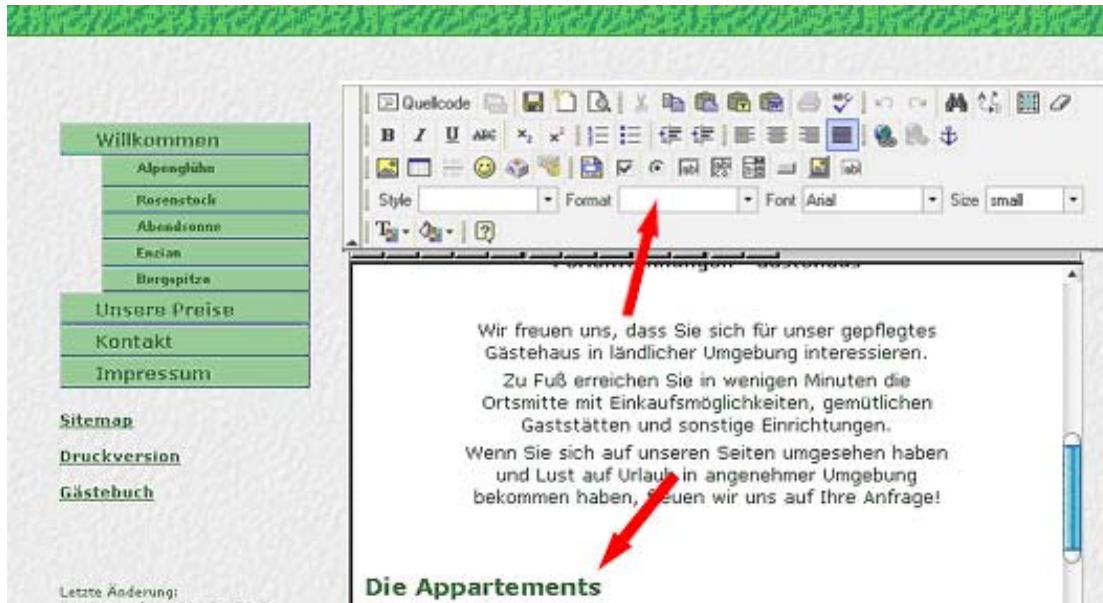 Willkommen
Alpenglühn
Rosenstock
Abendsonne
Enzian
Bergspitze
Unsere Preise
Kontakt
Impressum
Sitemap
Druckversion
Gästebuch
Letzte Änderung:
Quellcode
B I U ABC
Style Format Font Arial Size small
Wir freuen uns, dass Sie sich für unser gepflegtes
Gästehaus in ländlicher Umgebung interessieren.
Zu Fuß erreichen Sie in wenigen Minuten die
Ortsmitte mit Einkaufsmöglichkeiten, gemütlichen
Gaststätten und sonstige Einrichtungen.
Wenn Sie sich auf unseren Seiten umgesehen haben
und Lust auf Urlaub in angenehmer Umgebung
bekommen haben, freuen wir uns auf Ihre Anfrage!
Die Appartements